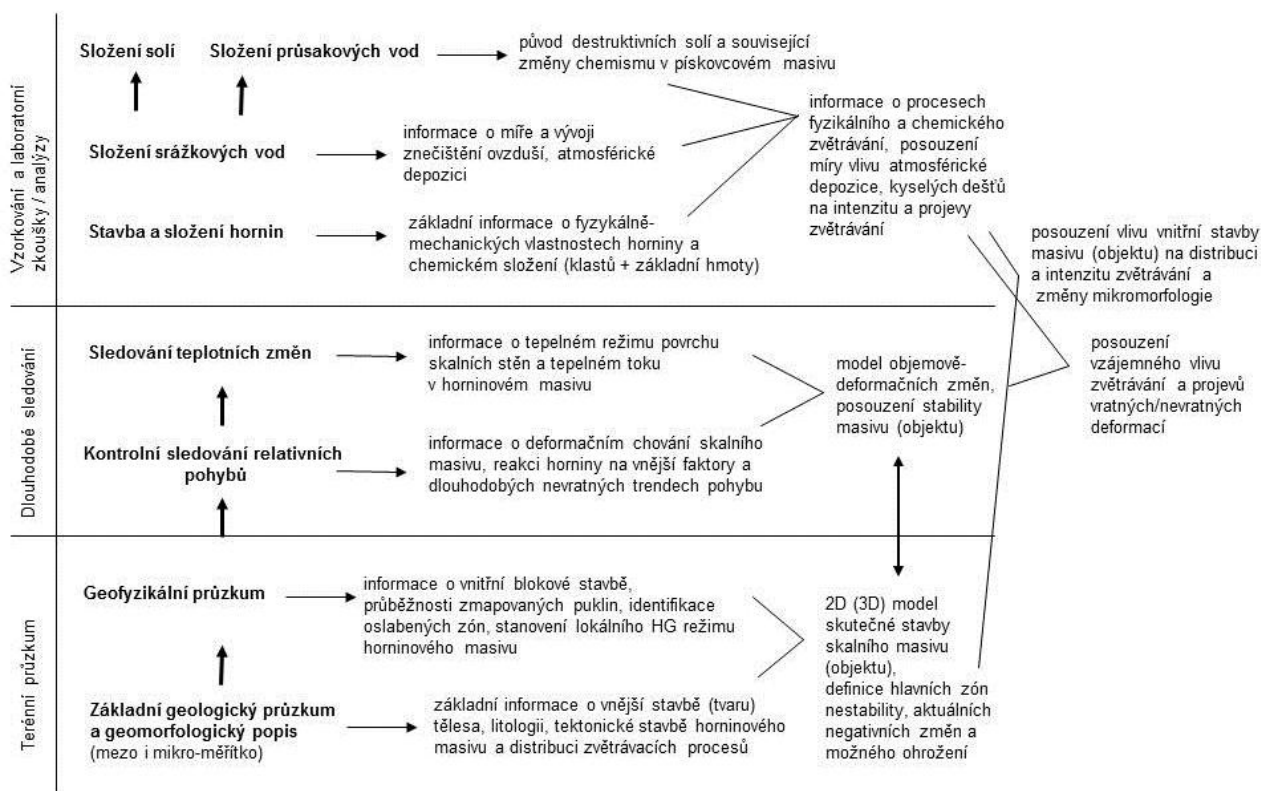 Vzorkování a laboratorní
zkoušky / analýzy
Složení solí
Složení průsakových vod
původ destruktivních solí a související
změny chemismu v pískovcovém masivu
Složení srážkových vod
informace o míře a vývoji
znečištění ovzduší, atmosférické
depozici
Stavba a složení hornin
základní informace o fyzykálně-
mechanických vlastnostech horniny a
chemickém složení (klastů + základní hmoty)
informace o procesech
fyzikálního a chemického
zvětrávání, posouzení
míry vlivu atmosférické
depozice, kyselých dešťů
na intenzitu a projevy
zvětrávání
posouzení vlivu vnitřní stavby
masivu (objektu) na distribuci
a intenzitu zvětrávání a
změny mikromorfologie
Dlouhodobé sledování
Sledování teplotních změn
informace o tepelném režimu povrchu
skalních stěn a tepelném toku
v horninovém masivu
Kontrolní sledování relativních
pohybů
informace o deformačním chování skalního
masivu, reakci horniny na vnější faktory a
dlouhodobých nevratných trendech pohybu
model objemově-
deformačních změn,
posouzení stability
masivu (objektu)
posouzení
vzájemného vlivu
zvětrávání a projevů
vratných/nevratných
deformací
Terénní průzkum
Geofyzikální průzkum
informace o vnitřní blokové stavbě,
průběžnosti zmapovaných puklin, identifikace
oslabených zón, stanovení lokálního HG režimu
horninového masivu
Základní geologický průzkum
a geomorfologický popis
(mezo i mikro-měřítko)
základní informace o vnější stavbě (tvaru)
tělesa, litologii, tektonické stavbě horninového
masivu a distribuci zvětrávacích procesů
2D (3D) model
skutečné stavby
skalního masivu
(objektu),
definice hlavních zón
nestability, aktuálních
negativních změn a
možného ohrožení